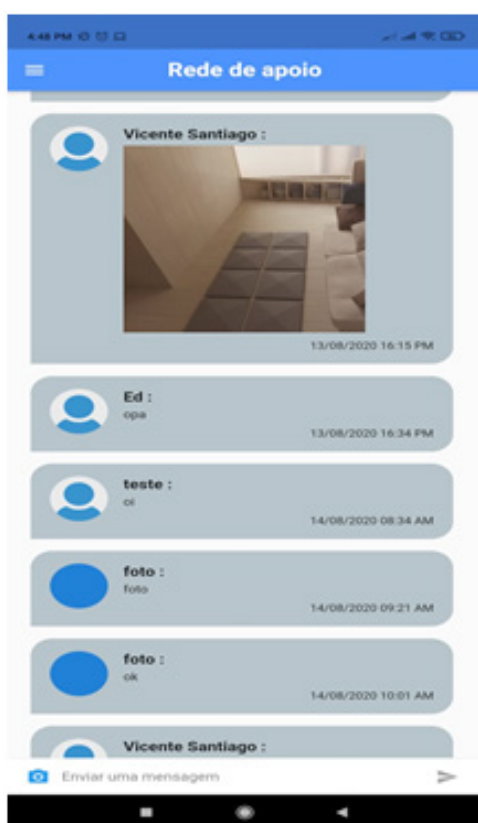 4:48 PM
Rede de apoio
Vicente Santiago :
13/08/2020 16:15 PM
Ed :
opa
13/08/2020 16:34 PM
teste :
oi
14/08/2020 08:34 AM
foto :
foto
14/08/2020 09:21 AM
foto :
ok
14/08/2020 10:01 AM
Vicente Santiago :
Enviar uma mensagem